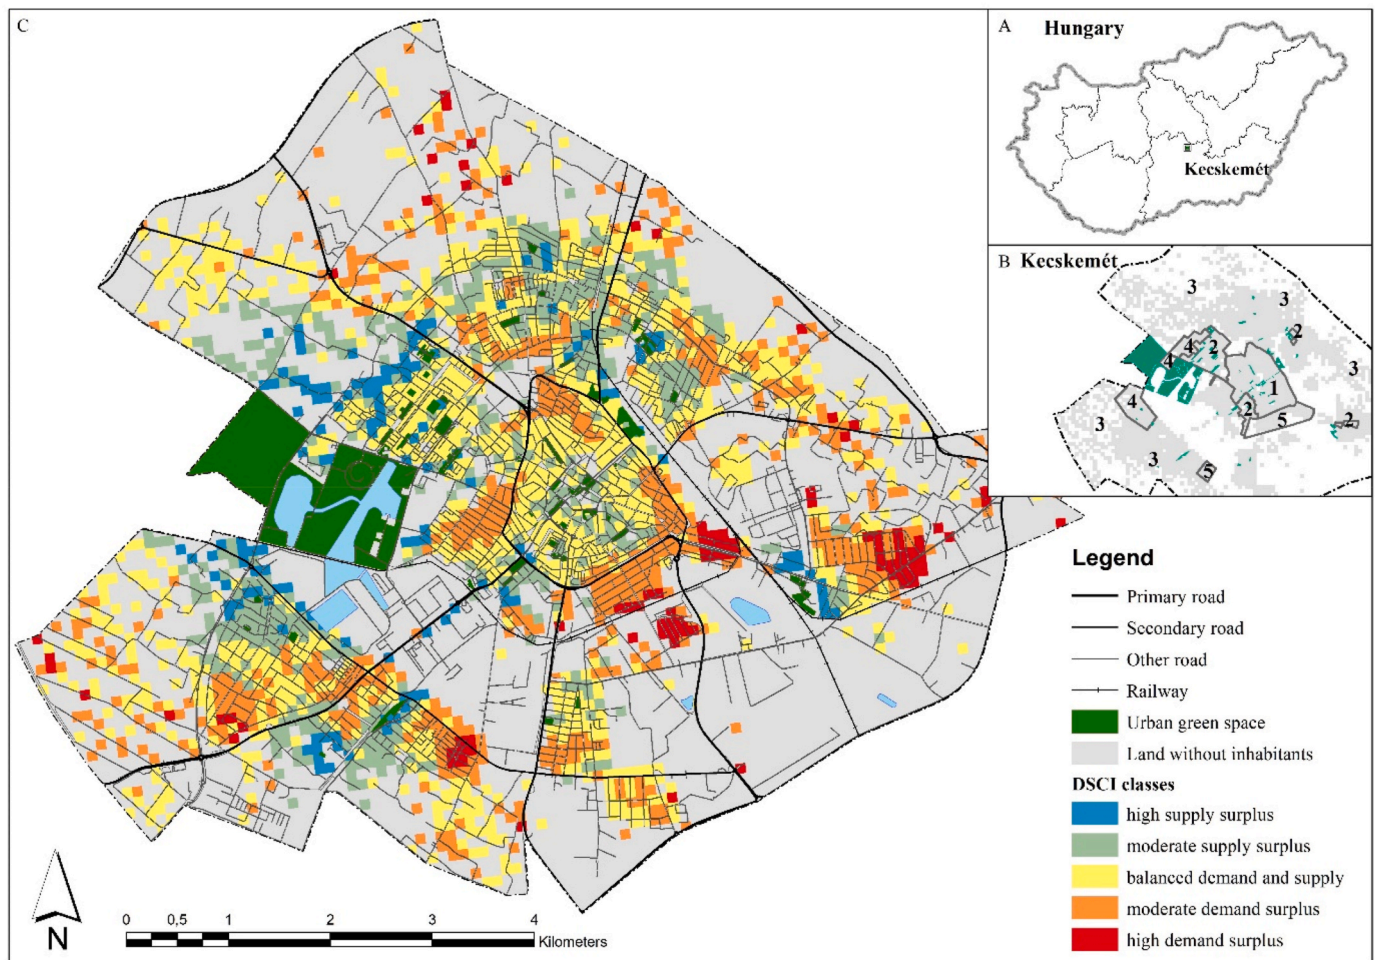 C
A
Hungary
Kecskemét
B Kecskemét
3
3
2
4
2
4
3
1
4
2
2
3
5
3
5
Legend
Primary road
Secondary road
Other road
Railway
Urban green space
Land without inhabitants
DSCI classes
high supply surplus
moderate supply surplus
balanced demand and supply
moderate demand surplus
high demand surplus
N
0 0,5 1 2 3 4
Kilometers